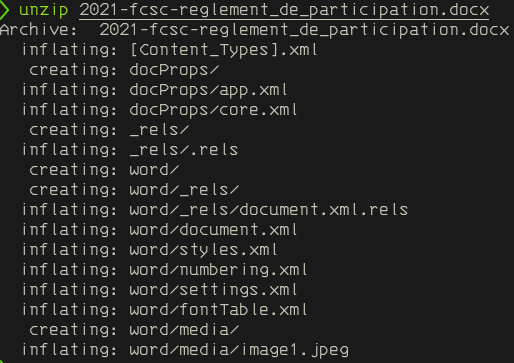 ❯ unzip 2021-fcsc-reglement_de_participation.docx
Archive:  2021-fcsc-reglement_de_participation.docx
  inflating: [Content_Types].xml
   creating: docProps/
  inflating: docProps/app.xml
  inflating: docProps/core.xml
   creating: _rels/
  inflating: _rels/.rels
   creating: word/
   creating: word/_rels/
  inflating: word/_rels/document.xml.rels
  inflating: word/document.xml
  inflating: word/styles.xml
  inflating: word/numbering.xml
  inflating: word/settings.xml
  inflating: word/fontTable.xml
   creating: word/media/
  inflating: word/media/image1.jpeg